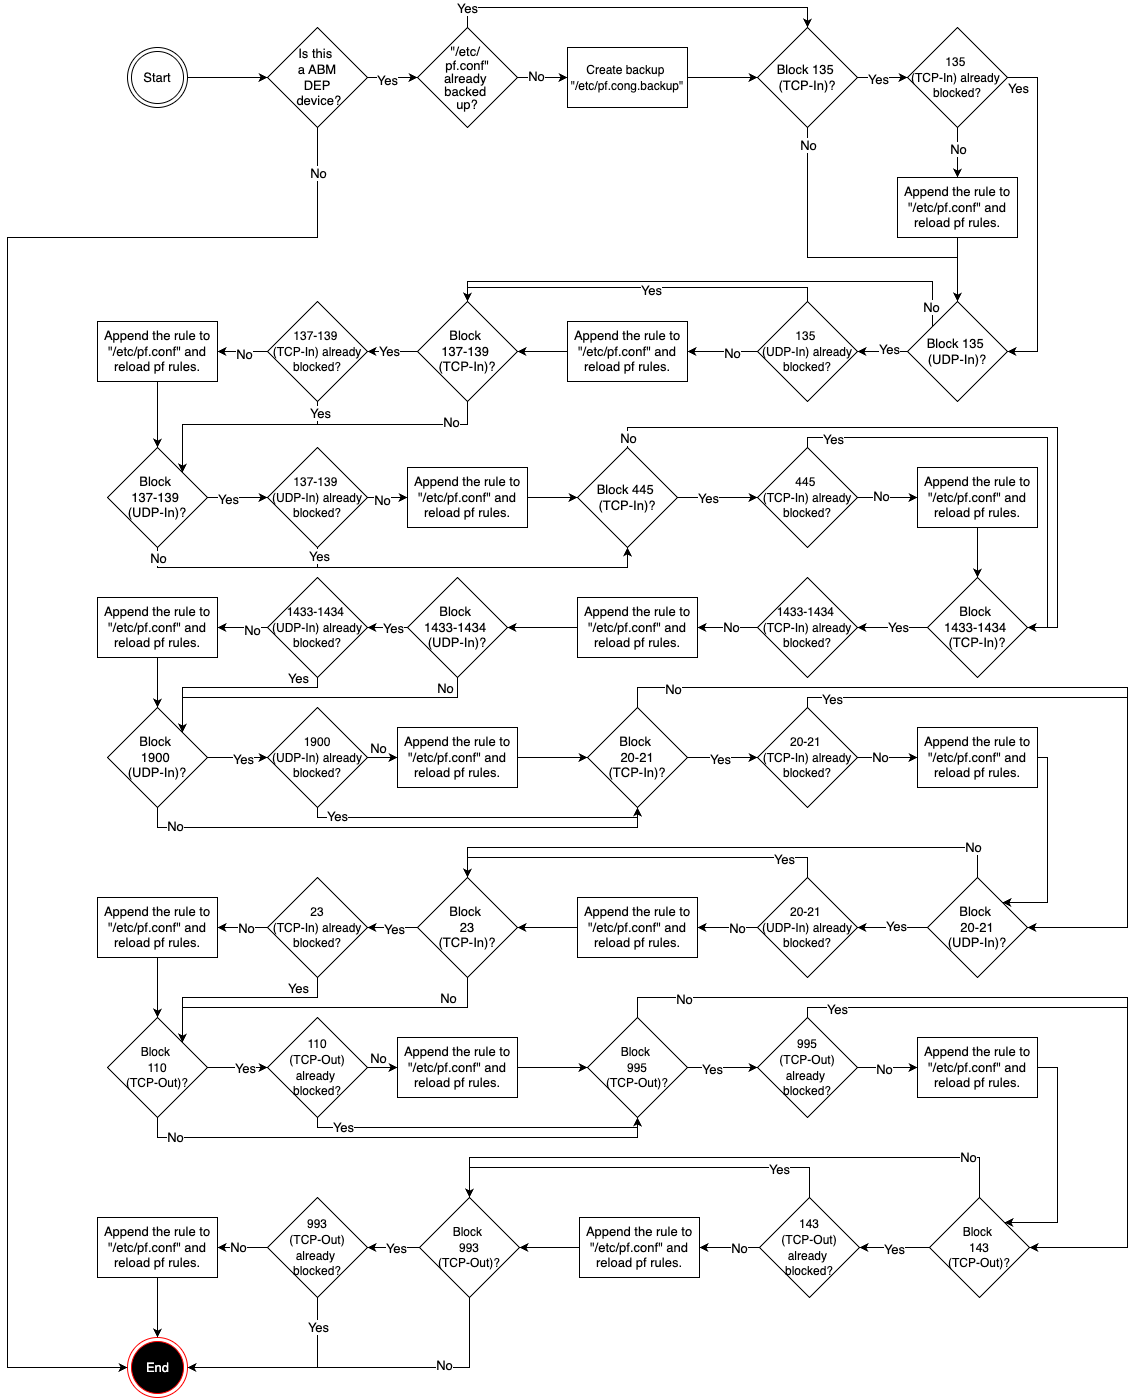 Yes
Start
Is this
a ABM
DEP
device?
Yes
"/etc/
pf.conf"
already
backed
up?
No
Create backup
"/etc/pf.cong.backup"
Block 135
(TCP-In)?
Yes
135
(TCP-In) already
blocked?
Yes
No
No
No
Append the rule to
"/etc/pf.conf" and
reload pf rules.
Yes
No
Append the rule to
"/etc/pf.conf" and
reload pf rules.
No
137-139
(TCP-In) already
blocked?
Yes
Block
137-139
(TCP-In)?
Append the rule to
"/etc/pf.conf" and
reload pf rules.
No
135
(UDP-In) already
blocked?
Yes
Block 135
(UDP-In)?
Yes
No
Block
137-139
(UDP-In)?
Yes
137-139
(UDP-In) already
blocked?
No
Append the rule to
"/etc/pf.conf" and
reload pf rules.
No
Block 445
(TCP-In)?
Yes
Yes
445
(TCP-In) already
blocked?
No
Append the rule to
"/etc/pf.conf" and
reload pf rules.
No
Yes
Append the rule to
"/etc/pf.conf" and
reload pf rules.
No
1433-1434
(UDP-In) already
blocked?
Yes
Block
1433-1434
(UDP-In)?
Append the rule to
"/etc/pf.conf" and
reload pf rules.
No
1433-1434
(TCP-In) already
blocked?
Yes
Block
1433-1434
(TCP-In)?
Yes
No
No
Yes
Block
1900
(UDP-In)?
Yes
1900
(UDP-In) already
blocked?
No
Append the rule to
"/etc/pf.conf" and
reload pf rules.
Block
20-21
(TCP-In)?
Yes
20-21
(TCP-In) already
blocked?
No
Append the rule to
"/etc/pf.conf" and
reload pf rules.
Yes
No
No
Yes
Append the rule to
"/etc/pf.conf" and
reload pf rules.
No
23
(TCP-In) already
blocked?
Yes
Block
23
(TCP-In)?
Append the rule to
"/etc/pf.conf" and
reload pf rules.
No
20-21
(UDP-In) already
blocked?
Yes
Block
20-21
(UDP-In)?
Yes
No
No
Yes
Block
110
(TCP-Out)?
Yes
110
(TCP-Out)
already
blocked?
No
Append the rule to
"/etc/pf.conf" and
reload pf rules.
Block
995
(TCP-Out)?
Yes
995
(TCP-Out)
already
blocked?
No
Append the rule to
"/etc/pf.conf" and
reload pf rules.
Yes
No
No
Yes
Append the rule to
"/etc/pf.conf" and
reload pf rules.
No
993
(TCP-Out)
already
blocked?
Yes
Block
993
(TCP-Out)?
Append the rule to
"/etc/pf.conf" and
reload pf rules.
No
143
(TCP-Out)
already
blocked?
Yes
Block
143
(TCP-Out)?
Yes
End
No